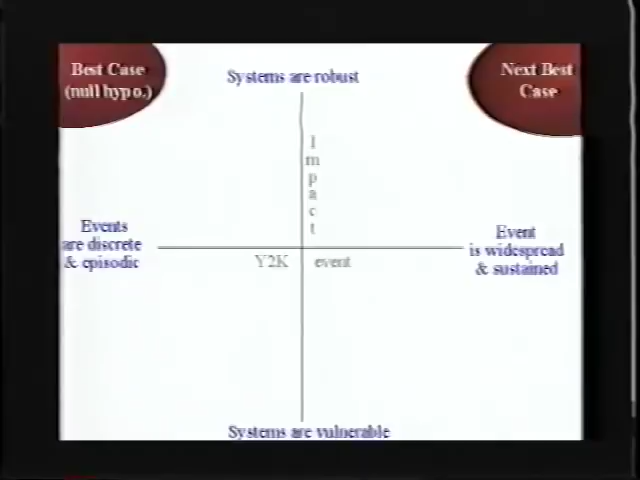 Best Case
(null hypo.)
Systems are robust
Next Best
Case
Impact
Events
are discrete
& episodic
Event
is widespread
& sustained
Y2K event
Systems are vulnerable